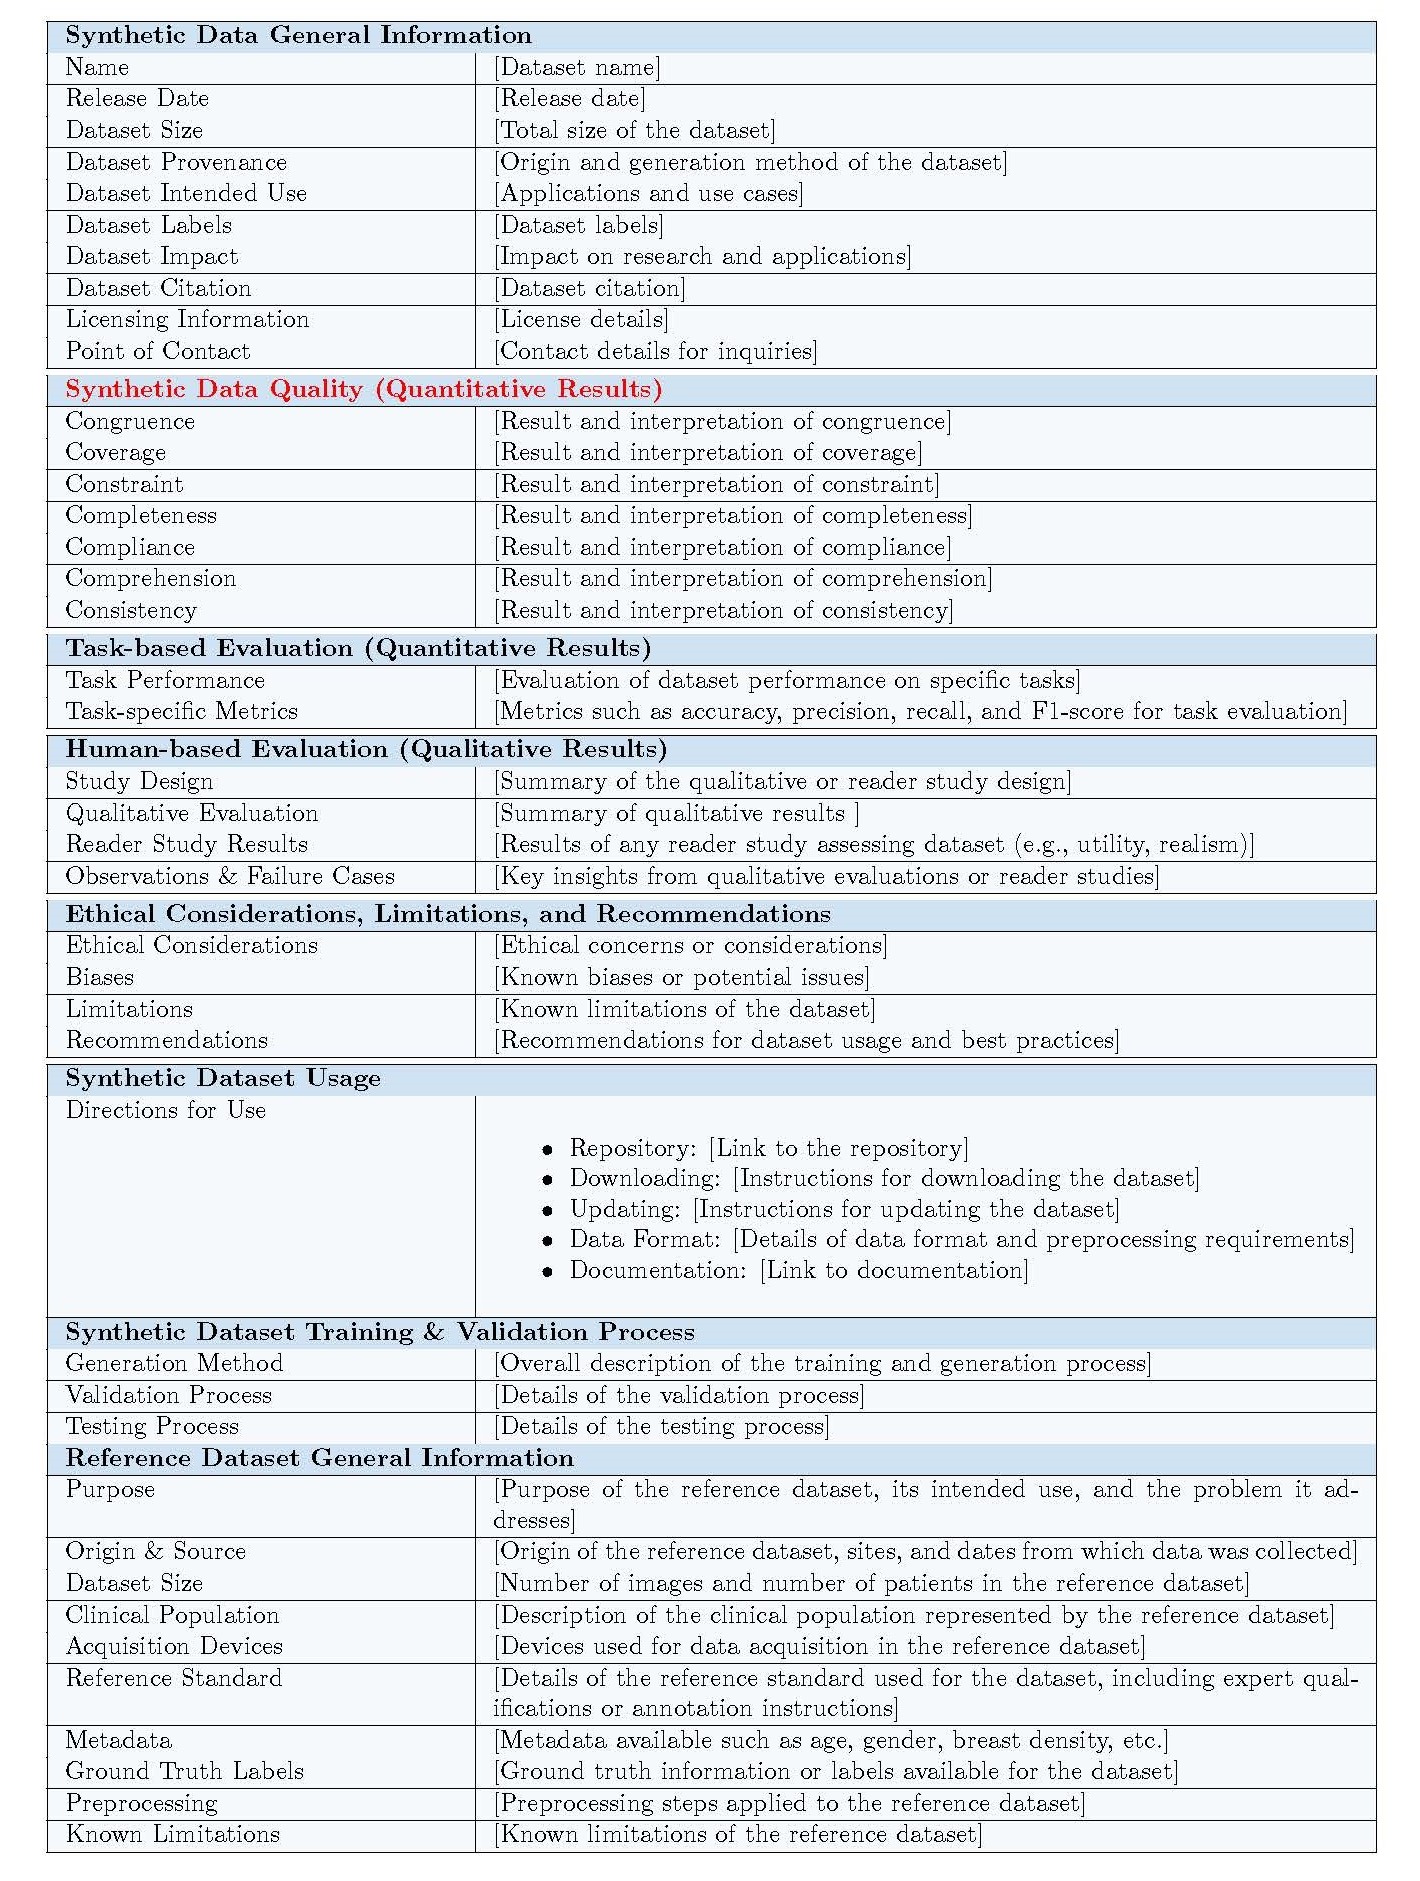 Synthetic Data General Information
Name [Dataset name]
Release Date [Release date]
Dataset Size [Total size of the dataset]
Dataset Provenance [Origin and generation method of the dataset]
Dataset Intended Use [Applications and use cases]
Dataset Labels [Dataset labels]
Dataset Impact [Impact on research and applications]
Dataset Citation [Dataset citation]
Licensing Information [License details]
Point of Contact [Contact details for inquiries]
Synthetic Data Quality (Quantitative Results)
Congruence [Result and interpretation of congruence]
Coverage [Result and interpretation of coverage]
Constraint [Result and interpretation of constraint]
Completeness [Result and interpretation of completeness]
Compliance [Result and interpretation of compliance]
Comprehension [Result and interpretation of comprehension]
Consistency [Result and interpretation of consistency]
Task-based Evaluation (Quantitative Results)
Task Performance [Evaluation of dataset performance on specific tasks]
Task-specific Metrics [Metrics such as accuracy, precision, recall, and F1-score for task evaluation]
Human-based Evaluation (Qualitative Results)
Study Design [Summary of the qualitative or reader study design]
Qualitative Evaluation [Summary of qualitative results ]
Reader Study Results [Results of any reader study assessing dataset (e.g., utility, realism)]
Observations & Failure Cases [Key insights from qualitative evaluations or reader studies]
Ethical Considerations, Limitations, and Recommendations
Ethical Considerations [Ethical concerns or considerations]
Biases [Known biases or potential issues]
Limitations [Known limitations of the dataset]
Recommendations [Recommendations for dataset usage and best practices]
Synthetic Dataset Usage
Directions for Use
• Repository: [Link to the repository]
• Downloading: [Instructions for downloading the dataset]
• Updating: [Instructions for updating the dataset]
• Data Format: [Details of data format and preprocessing requirements]
• Documentation: [Link to documentation]
Synthetic Dataset Training & Validation Process
Generation Method [Overall description of the training and generation process]
Validation Process [Details of the validation process]
Testing Process [Details of the testing process]
Reference Dataset General Information
Purpose [Purpose of the reference dataset, its intended use, and the problem it ad-
dresses]
Origin & Source [Origin of the reference dataset, sites, and dates from which data was collected]
Dataset Size [Number of images and number of patients in the reference dataset]
Clinical Population [Description of the clinical population represented by the reference dataset]
Acquisition Devices [Devices used for data acquisition in the reference dataset]
Reference Standard [Details of the reference standard used for the dataset, including expert qual-
ifications or annotation instructions]
Metadata [Metadata available such as age, gender, breast density, etc.]
Ground Truth Labels [Ground truth information or labels available for the dataset]
Preprocessing [Preprocessing steps applied to the reference dataset]
Known Limitations [Known limitations of the reference dataset]